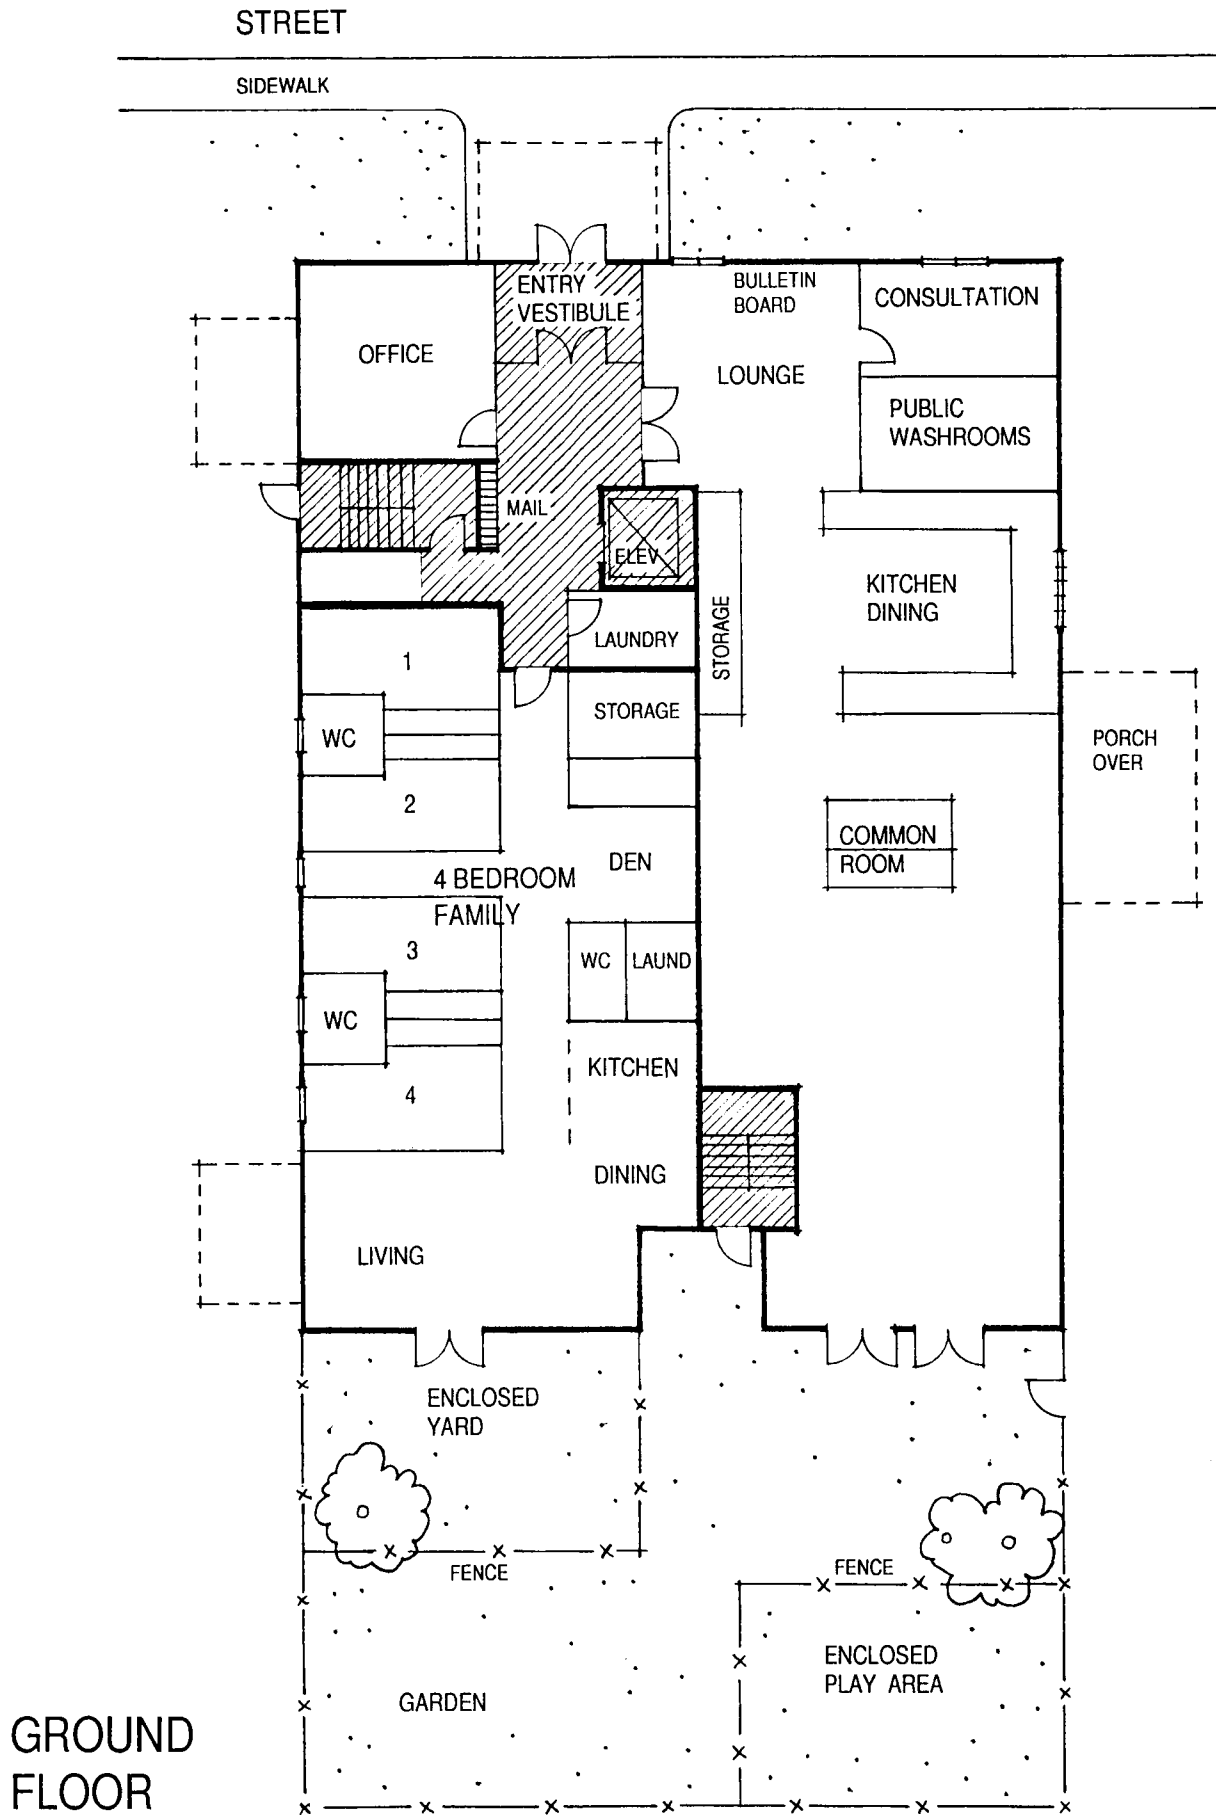 STREET
SIDEWALK
ENTRY
VESTIBULE
BULLETIN
BOARD
CONSULTATION
OFFICE
LOUNGE
PUBLIC
WASHROOMS
MAIL
ELEV
KITCHEN
DINING
STORAGE
LAUNDRY
1
STORAGE
WC
PORCH
OVER
2
COMMON
ROOM
DEN
4 BEDROOM
FAMILY
3
WC
LAUND
WC
KITCHEN
4
DINING
LIVING
ENCLOSED
YARD
FENCE
FENCE
ENCLOSED
PLAY AREA
GARDEN
GROUND
FLOOR